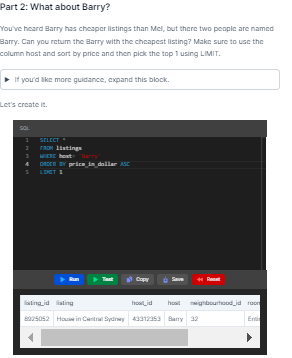 Part 2: What about Barry?
You've heard Barry has cheaper listings than Mel, but there two people are named
Barry. Can you return the Barry with the cheapest listing? Make sure to use the
column host and sort by price and then pick the top 1 using LIMIT.
▶ If you'd like more guidance, expand this block.
Let's create it.
SQL
1 SELECT *
2 FROM listings
3 WHERE host= 'Barry'
4 ORDER BY price_in_dollar ASC
5 LIMIT 1
Run Test Copy Save Reset
listing_id listing host_id host neighbourhood_id room
8925052 House in Central Sydney 43312353 Barry 32 Entir